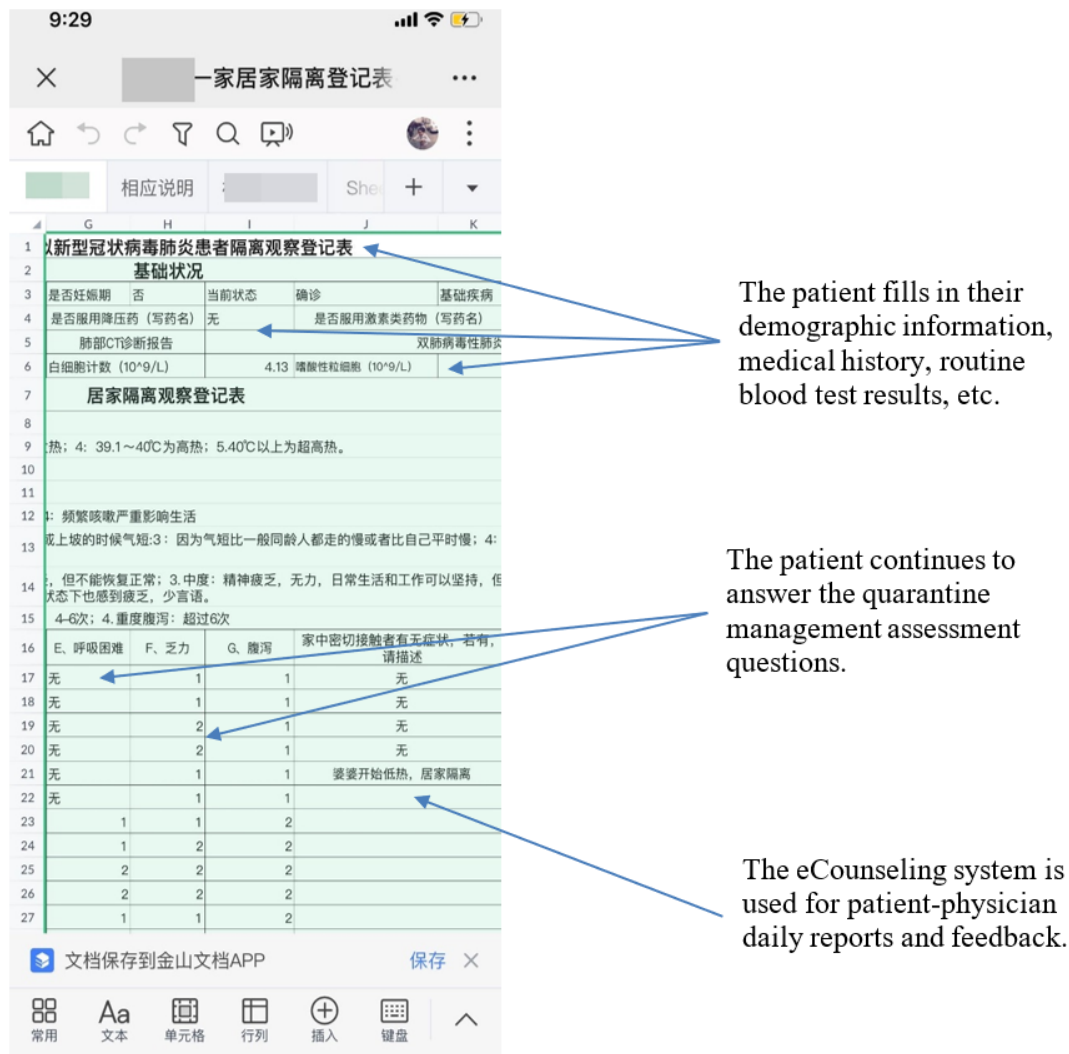 9:29
一家居家隔离登记表
相应说明
She
G H I J K
1 以新型冠状病毒肺炎患者隔离观察登记表
2 基础状况
3 是否妊娠期 否 当前状态 确诊 基础疾病
4 是否服用降压药（写药名） 无 是否服用激素类药物（写药名）
5 肺部CT诊断报告 双肺病毒性肺炎
6 白细胞计数（10^9/L） 4.13 嗜酸性粒细胞（10^9/L）
7 居家隔离观察登记表
8
9 热；4：39.1～40℃为高热；5.40℃以上为超高热。
10
11
12 4：频繁咳嗽严重影响生活
13 或上坡的时候气短:3：因为气短比一般同龄人都走的慢或者比自己平时慢；4：
14 ，但不能恢复正常；3.中度：精神疲乏，无力，日常生活和工作可以坚持，但
状态下也感到疲乏，少言语。
15 4–6次；4.重度腹泻：超过6次
16 E、呼吸困难 F、乏力 G、腹泻 家中密切接触者有无症状，若有，
请描述
17 无 1 1 无
18 无 1 1 无
19 无 2 1 无
20 无 2 1 无
21 无 1 1 婆婆开始低热，居家隔离
22 无 1 1
23 1 1 2
24 1 2 2
25 2 2 2
26 2 2 2
27 1 1 2
文档保存到金山文档APP 保存
Aa
常用 文本 单元格 行列 插入 键盘
The patient fills in their
demographic information,
medical history, routine
blood test results, etc.
The patient continues to
answer the quarantine
management assessment
questions.
The eCounseling system is
used for patient-physician
daily reports and feedback.